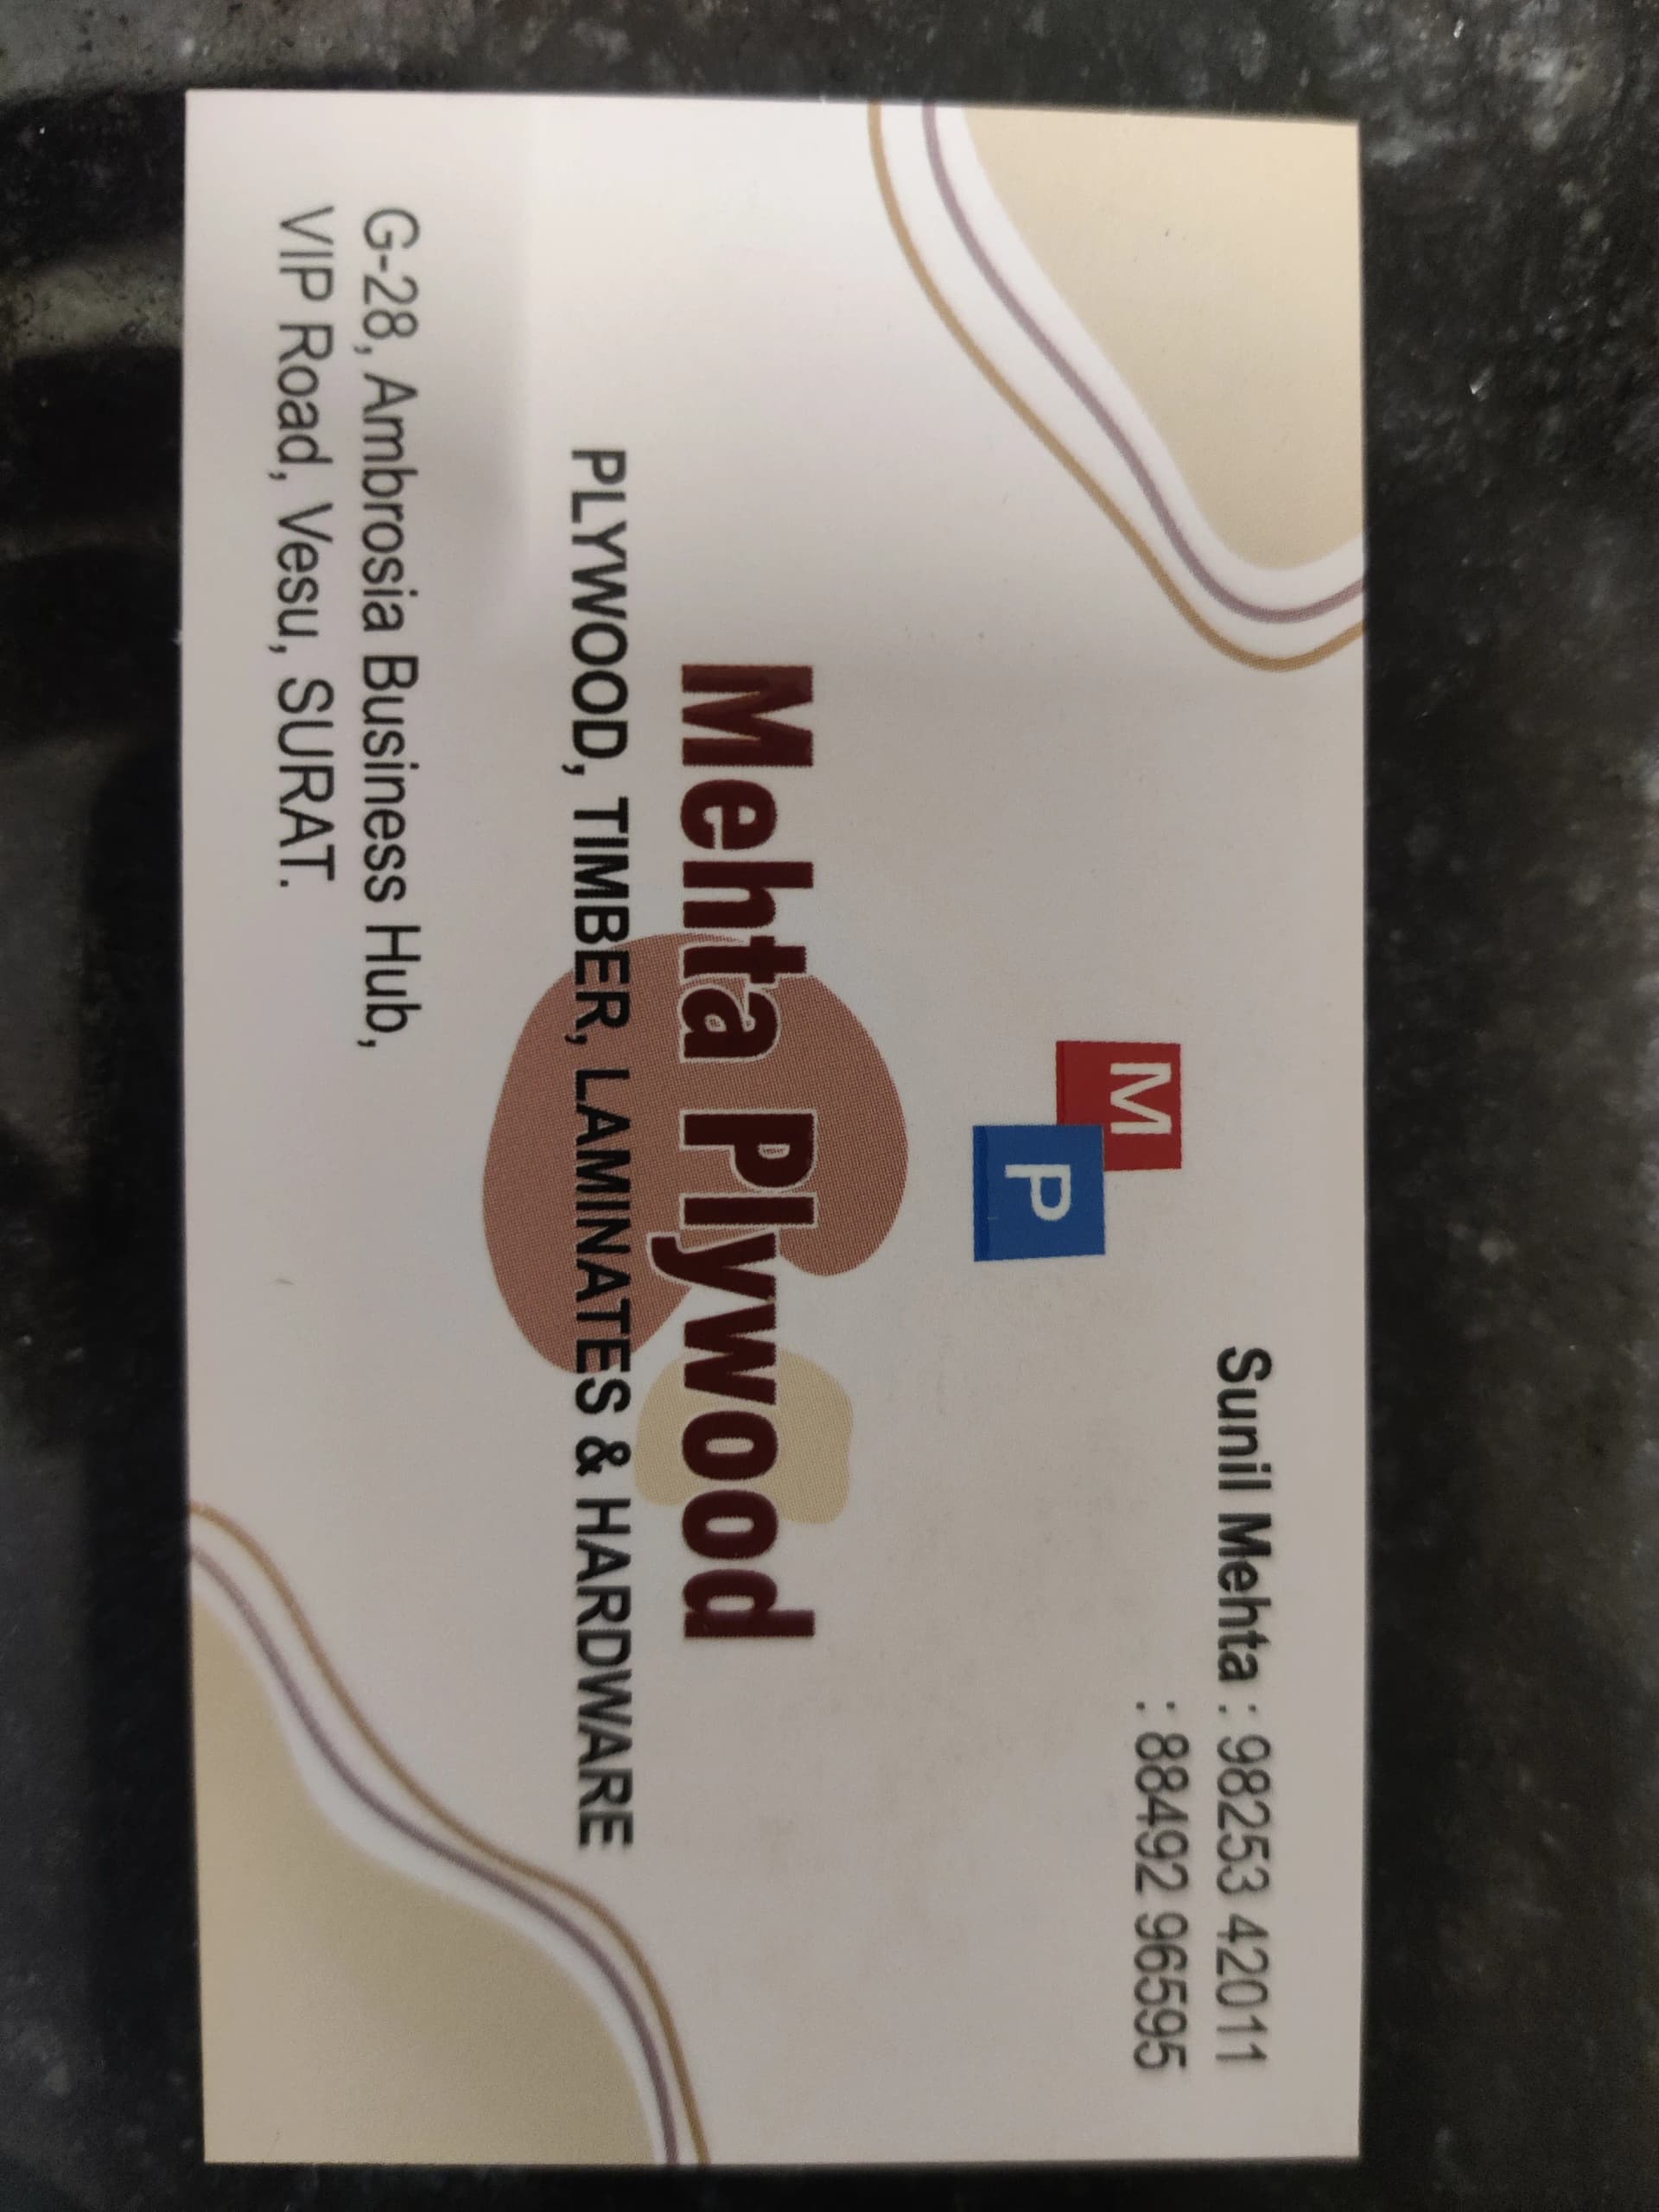 Sunil Mehta : 98253 42011
: 88492 96595
M
P
Mehta Plywood
PLYWOOD, TIMBER, LAMINATES & HARDWARE
G-28, Ambrosia Business Hub,
VIP Road, Vesu, SURAT.